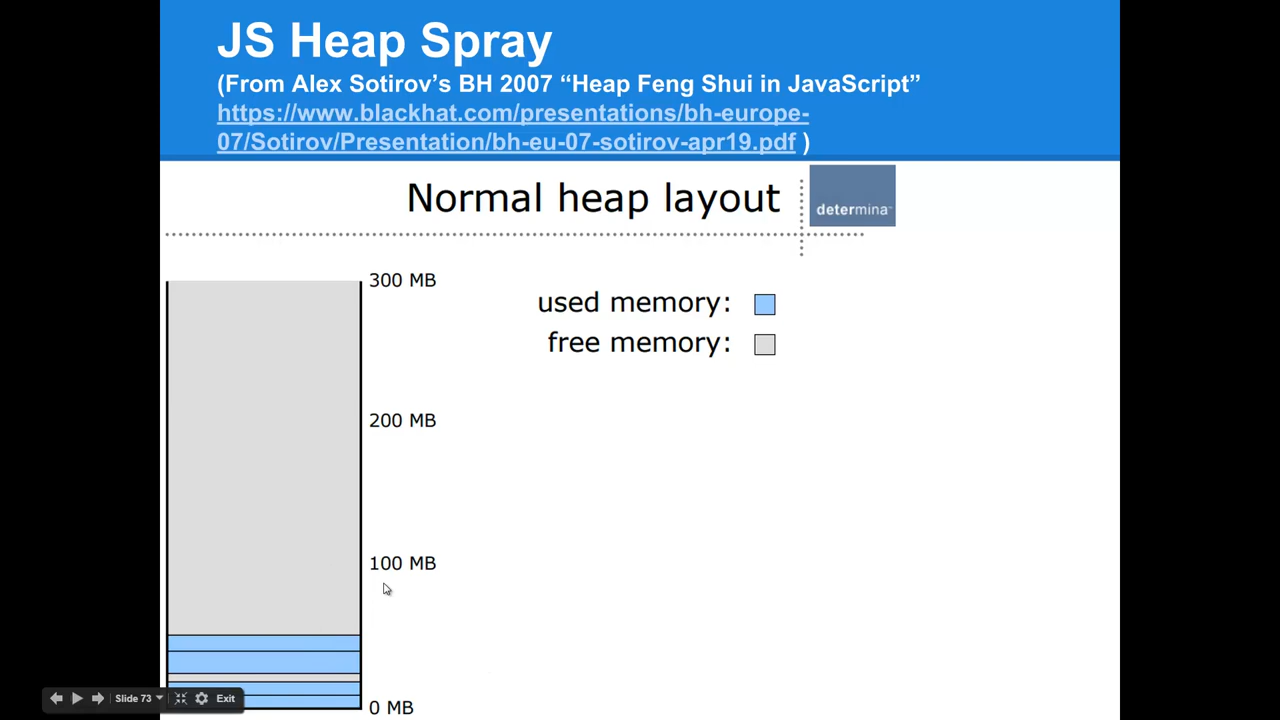 JS Heap Spray
(From Alex Sotirov’s BH 2007 “Heap Feng Shui in JavaScript”
https://www.blackhat.com/presentations/bh-europe-
07/Sotirov/Presentation/bh-eu-07-sotirov-apr19.pdf )
Normal heap layout
determina™
300 MB
used memory:
free memory:
200 MB
100 MB
Slide 73
Exit
0 MB